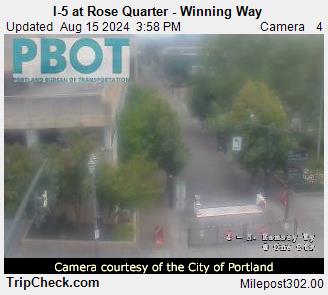 I-5 at Rose Quarter - Winning Way
Updated Aug 15 2024 3:58 PM Camera 4
PBOT
PORTLAND BUREAU OF TRANSPORTATION
Camera courtesy of the City of Portland
TripCheck.com Milepost302.00